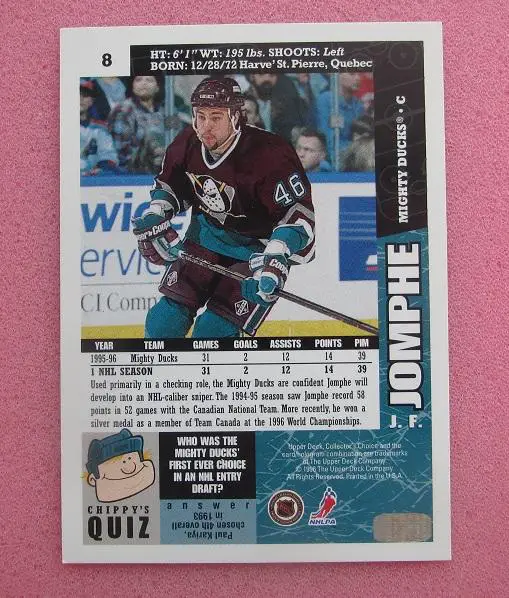 8
HT: 6' 1" WT: 195 lbs. SHOOTS: Left
BORN: 12/28/72 Harve' St. Pierre, Quebec
MIGHTY DUCKS® • C
46
wide
ervice
CI Com
Cooper
JOMPHE
J. F.
YEAR TEAM GAMES GOALS ASSISTS POINTS PIM
1995-96 Mighty Ducks 31 2 12 14 39
1 NHL SEASON 31 2 12 14 39
Used primarily in a checking role, the Mighty Ducks are confident Jomphe
will develop into an NHL-caliber sniper. The 1994-95 season saw Jomphe record 58
points in 52 games with the Canadian National Team. More recently, he won a
silver medal as a member of Team Canada at the 1996 World Championships.
CHIPPY'S
QUIZ
WHO WAS THE
MIGHTY DUCKS'
FIRST EVER CHOICE
IN AN NHL ENTRY
DRAFT?
answer
Paul Kariya,
chosen 4th overall
in 1993
Upper Deck, Collector's Choice and the
card/hologram combination are trademarks
of The Upper Deck Company.
© 1996 The Upper Deck Company.
All Rights Reserved. Printed in the U.S.A.
NHLPA